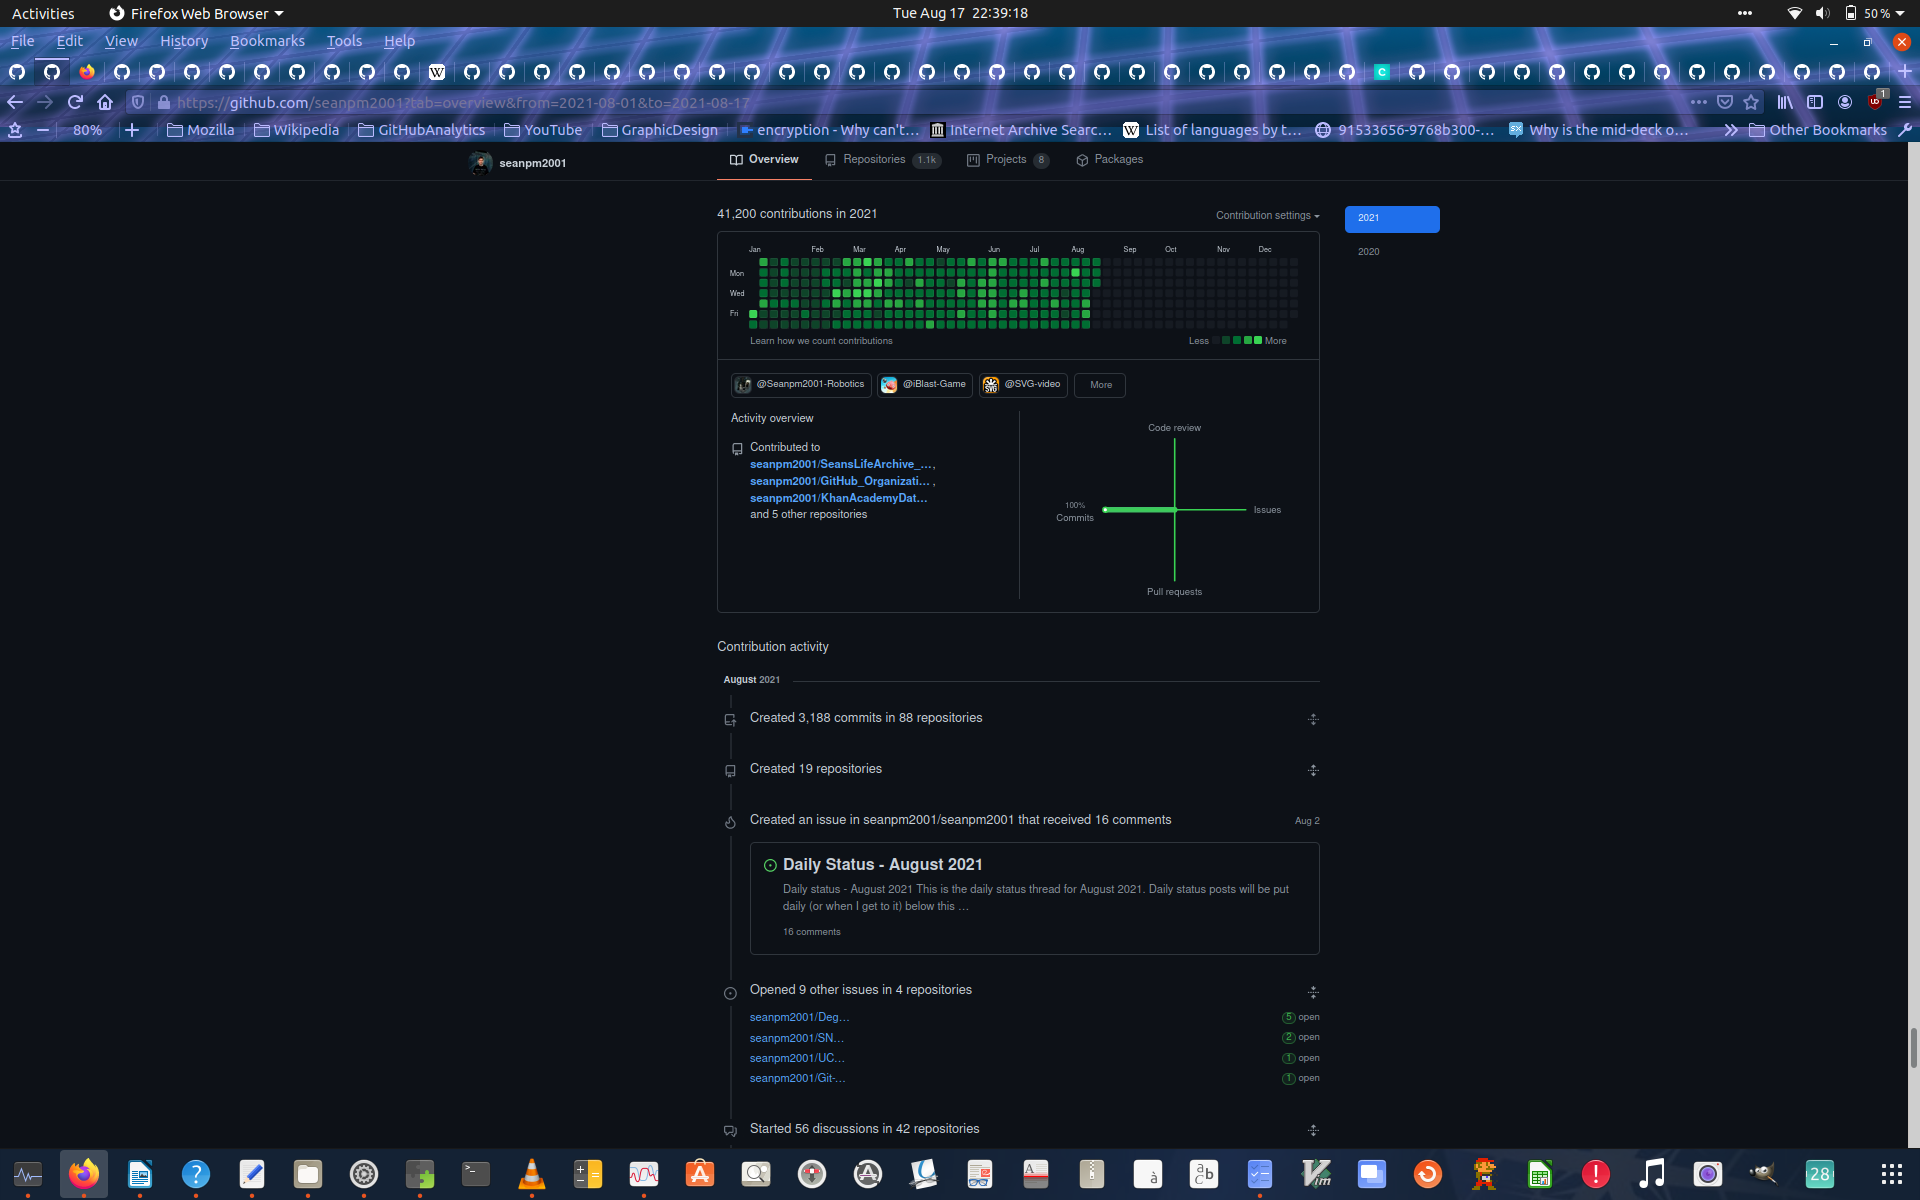 Activities
Firefox Web Browser
Tue Aug 17 22:39:18
50 %
File Edit View History Bookmarks Tools Help
https://github.com/seanpm2001?tab=overview&from=2021-08-01&to=2021-08-17
1
80%
Mozilla
Wikipedia
GitHubAnalytics
YouTube
GraphicDesign
encryption - Why can't...
Internet Archive Searc...
List of languages by t...
91533656-9768b300-...
Why is the mid-deck o...
Other Bookmarks
seanpm2001
Overview
Repositories 1.1k
Projects 8
Packages
41,200 contributions in 2021
Contribution settings
2021
2020
Jan Feb Mar Apr May Jun Jul Aug Sep Oct Nov Dec
Mon
Wed
Fri
Learn how we count contributions
Less More
@Seanpm2001-Robotics
@iBlast-Game
@SVG-video
More
Activity overview
Contributed to
seanpm2001/SeansLifeArchive_...,
seanpm2001/GitHub_Organizati... ,
seanpm2001/KhanAcademyDat...
and 5 other repositories
Code review
100%
Commits
Issues
Pull requests
Contribution activity
August 2021
Created 3,188 commits in 88 repositories
Created 19 repositories
Created an issue in seanpm2001/seanpm2001 that received 16 comments
Aug 2
Daily Status - August 2021
Daily status - August 2021 This is the daily status thread for August 2021. Daily status posts will be put
daily (or when I get to it) below this ...
16 comments
Opened 9 other issues in 4 repositories
seanpm2001/Deg... 5 open
seanpm2001/SN... 2 open
seanpm2001/UC... 1 open
seanpm2001/Git-... 1 open
Started 56 discussions in 42 repositories
28